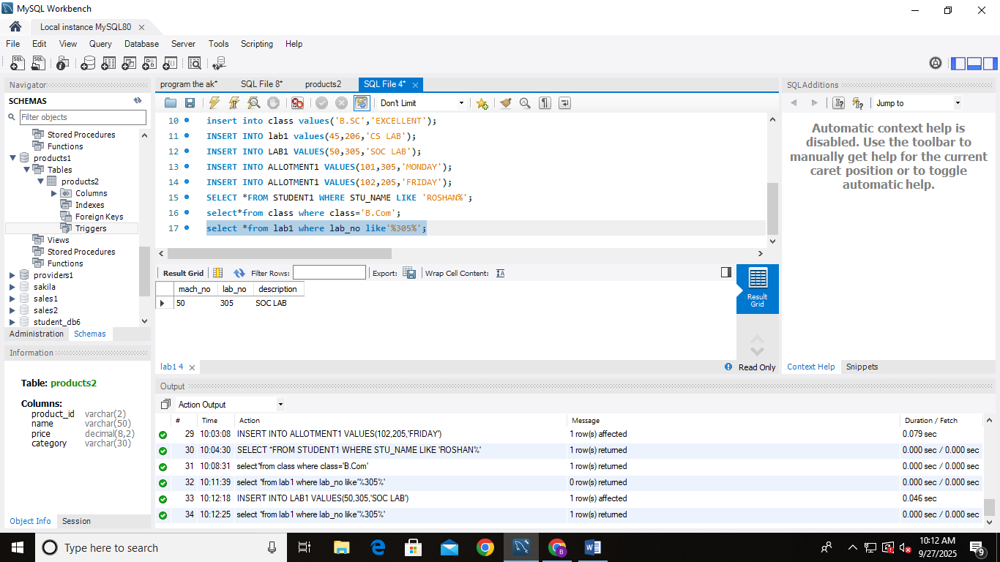 MySQL Workbench
Local instance MySQL80
File Edit View Query Database Server Tools Scripting Help
Navigator
SCHEMAS
Filter objects
Stored Procedures
Functions
products1
Tables
products2
Columns
Indexes
Foreign Keys
Triggers
Views
Stored Procedures
Functions
providers1
sakila
sales1
sales2
student_db6
Administration Schemas
Information
Table: products2
Columns:
product_id varchar(2)
name varchar(50)
price decimal(8,2)
category varchar(30)
Object Info Session
program the ak* SQL File 8* products2 SQL File 4*
Don't Limit
10 insert into class values('B.SC','EXCELLENT');
11 INSERT INTO lab1 values(45,206,'CS LAB');
12 INSERT INTO LAB1 VALUES(50,305,'SOC LAB');
13 INSERT INTO ALLOTMENT1 VALUES(101,305,'MONDAY');
14 INSERT INTO ALLOTMENT1 VALUES(102,205,'FRIDAY');
15 SELECT *FROM STUDENT1 WHERE STU_NAME LIKE 'ROSHAN%';
16 select*from class where class='B.Com';
17 select *from lab1 where lab_no like'%305%';
Result Grid Filter Rows: Export: Wrap Cell Content:
mach_no lab_no description
50 305 SOC LAB
Result
Grid
lab1 4 Read Only
SQLAdditions
Jump to
Automatic context help is
disabled. Use the toolbar to
manually get help for the current
caret position or to toggle
automatic help.
Context Help Snippets
Output
Action Output
# Time Action Message Duration / Fetch
29 10:03:08 INSERT INTO ALLOTMENT1 VALUES(102,205,'FRIDAY') 1 row(s) affected 0.079 sec
30 10:04:30 SELECT *FROM STUDENT1 WHERE STU_NAME LIKE 'ROSHAN%' 1 row(s) returned 0.000 sec / 0.000 sec
31 10:08:31 select*from class where class='B.Com' 1 row(s) returned 0.000 sec / 0.000 sec
32 10:11:39 select *from lab1 where lab_no like'%305%' 0 row(s) returned 0.000 sec / 0.000 sec
33 10:12:18 INSERT INTO LAB1 VALUES(50,305,'SOC LAB') 1 row(s) affected 0.046 sec
34 10:12:25 select *from lab1 where lab_no like'%305%' 1 row(s) returned 0.000 sec / 0.000 sec
Type here to search
10:12 AM
9/27/2025
9